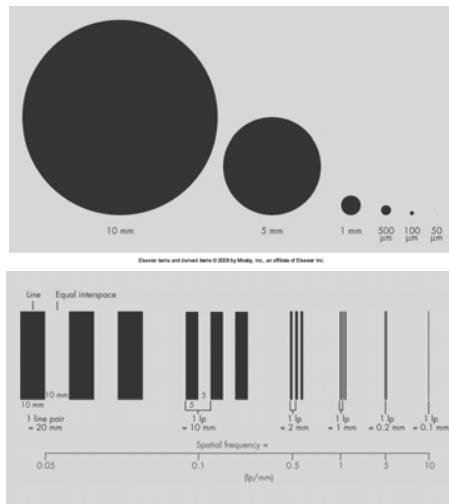 10 mm 5 mm 1 mm 500 100 50
μm μm μm
Elsevier items and derived items © 2009 by Mosby, Inc., an affiliate of Elsevier Inc.
Line Equal interspace
10 mm 5
10 mm 5
1 line pair 1 lp 1 lp 1 lp 1 lp 1 lp
= 20 mm = 10 mm = 2 mm = 1 mm = 0.2 mm = 0.1 mm
Spatial frequency =
0.05 0.1 0.5 1 5 10
(lp/mm)